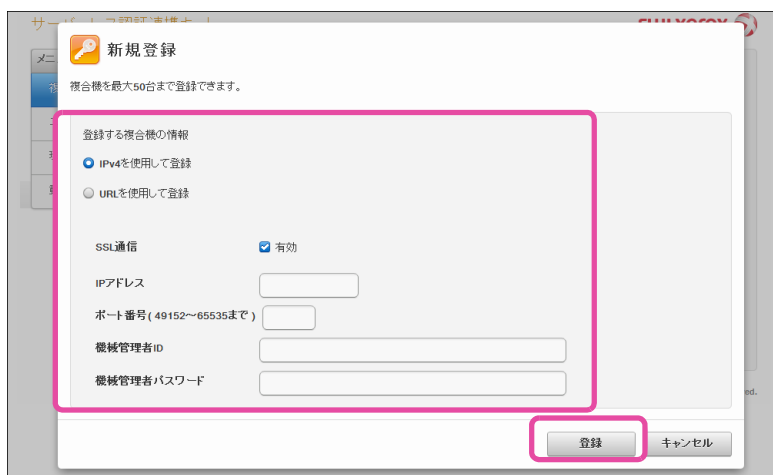 新規登録
複合機を最大50台まで登録できます。
登録する複合機の情報
IPv4を使用して登録
URLを使用して登録
SSL通信 有効
IPアドレス
ポート番号(49152～65535まで)
機械管理者ID
機械管理者パスワード
登録 キャンセル